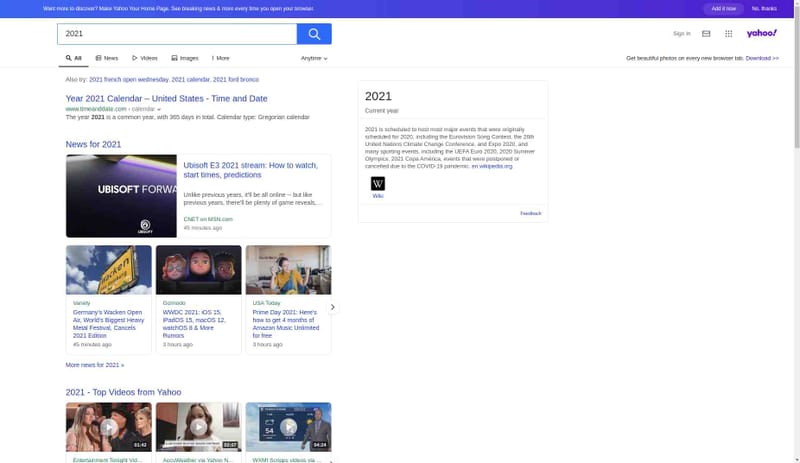 Want more to discover? Make Yahoo Your Home Page. See breaking news & more every time you open your browser.
Add it now
No, thanks
2021
Sign in
yahoo!
All
News
Videos
Images
More
Anytime
Get beautiful photos on every new browser tab. Download >>
Also try: 2021 french open wednesday, 2021 calendar, 2021 ford bronco
Year 2021 Calendar – United States - Time and Date
www.timeanddate.com › calendar
The year 2021 is a common year, with 365 days in total. Calendar type: Gregorian calendar
News for 2021
UBISOFT FORWA
UBISOFT
Ubisoft E3 2021 stream: How to watch,
start times, predictions
Unlike previous years, it'll be all online -- but like
previous years, there'll be plenty of game reveals,...
CNET on MSN.com
45 minutes ago
Wacken
Variety
Germany's Wacken Open
Air, World's Biggest Heavy
Metal Festival, Cancels
2021 Edition
45 minutes ago
Gizmodo
WWDC 2021: iOS 15,
iPadOS 15, macOS 12,
watchOS 8 & More
Rumors
3 hours ago
USA Today
Prime Day 2021: Here's
how to get 4 months of
Amazon Music Unlimited
for free
3 hours ago
More news for 2021 »
2021 - Top Videos from Yahoo
01:42
02:07
54
04:24
Entertainment Tonight Vid...
AccuWeather via Yahoo N...
WXMI Scripps videos via ...
2021
Current year
2021 is scheduled to host most major events that were originally
scheduled for 2020, including the Eurovision Song Contest, the 26th
United Nations Climate Change Conference, and Expo 2020, and
many sporting events, including the UEFA Euro 2020, 2020 Summer
Olympics, 2021 Copa América, events that were postponed or
cancelled due to the COVID-19 pandemic. en.wikipedia.org
W
Wiki
Feedback